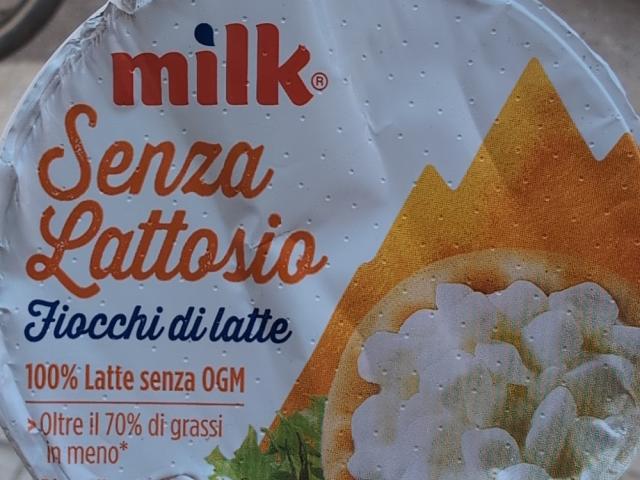 milk®
Senza
Lattosio
Fiocchi di latte
100% Latte senza OGM
> Oltre il 70% di grassi
in meno*